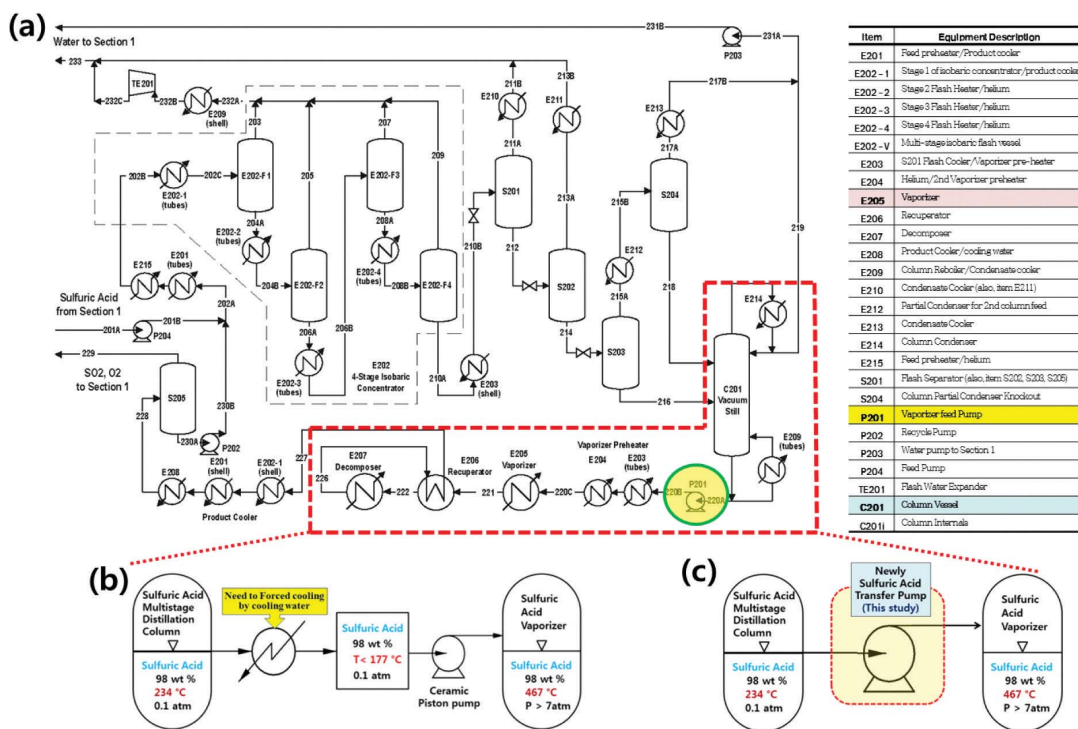 (a)
Water to Section 1
231B
231A
P203
233
TE201
232C
232B
232A
E209
(shell)
203
205
207
209
E210
211B
211A
213B
E211
213A
E213
217B
217A
202B
202C
E202-1
(tubes)
E202-F1
E202-F3
S201
S204
204A
E202-2
(tubes)
204B
E202-F2
208A
E202-4
(tubes)
208B
E202-F4
210B
212
S202
215B
E212
215A
218
219
E215
E201
(tubes)
202A
Sulfuric Acid
from Section 1
201A
201B
P204
206A
206B
E202-3
(tubes)
E202
4-Stage Isobaric
Concentrator
210A
E203
(shell)
214
S203
216
E214
C201
Vacuum
Still
E209
(tubes)
229
SO2, O2
to Section 1
S205
228
230A
230B
P202
E208
E201
(shell)
E202-1
(shell)
Product Cooler
227
226
E207
Decomposer
222
E206
Recuperator
221
E205
Vaporizer
220C
Vaporizer Preheater
E204
E203
(tubes)
220B
P201
220A
Item Equipment Description
E201 Feed preheater/Product cooler
E202-1 Stage 1 of isobaric concentrator/product cooler
E202-2 Stage 2 Flash Heater/helium
E202-3 Stage 3 Flash Heater/helium
E202-4 Stage 4 Flash Heater/helium
E202-V Multi-stage isobaric flash vessel
E203 S201 Flash Cooler/Vaporizer pre-heater
E204 Helium/2nd Vaporizer preheater
E205 Vaporizer
E206 Recuperator
E207 Decomposer
E208 Product Cooler/cooling water
E209 Column Reboiler/Condensate cooler
E210 Condensate Cooler (also, item E211)
E212 Partial Condenser for 2nd column feed
E213 Condensate Cooler
E214 Column Condenser
E215 Feed preheater/helium
S201 Flash Separator (also, item S202, S203, S205)
S204 Column Partial Condenser Knockout
P201 Vaporizer feed Pump
P202 Recycle Pump
P203 Water pump to Section 1
P204 Feed Pump
TE201 Flash Water Expander
C201 Column Vessel
C201i Column Internals
(b)
Sulfuric Acid
Multistage
Distillation
Column
Sulfuric Acid
98 wt %
234 °C
0.1 atm
Need to Forced cooling
by cooling water
Sulfuric Acid
98 wt %
T< 177 °C
0.1 atm
Ceramic
Piston pump
Sulfuric
Acid
Vaporizer
Sulfuric Acid
98 wt %
467 °C
P > 7atm
(c)
Sulfuric Acid
Multistage
Distillation
Column
Sulfuric Acid
98 wt %
234 °C
0.1 atm
Newly
Sulfuric Acid
Transfer Pump
(This study)
Sulfuric
Acid
Vaporizer
Sulfuric Acid
98 wt %
467 °C
P > 7atm